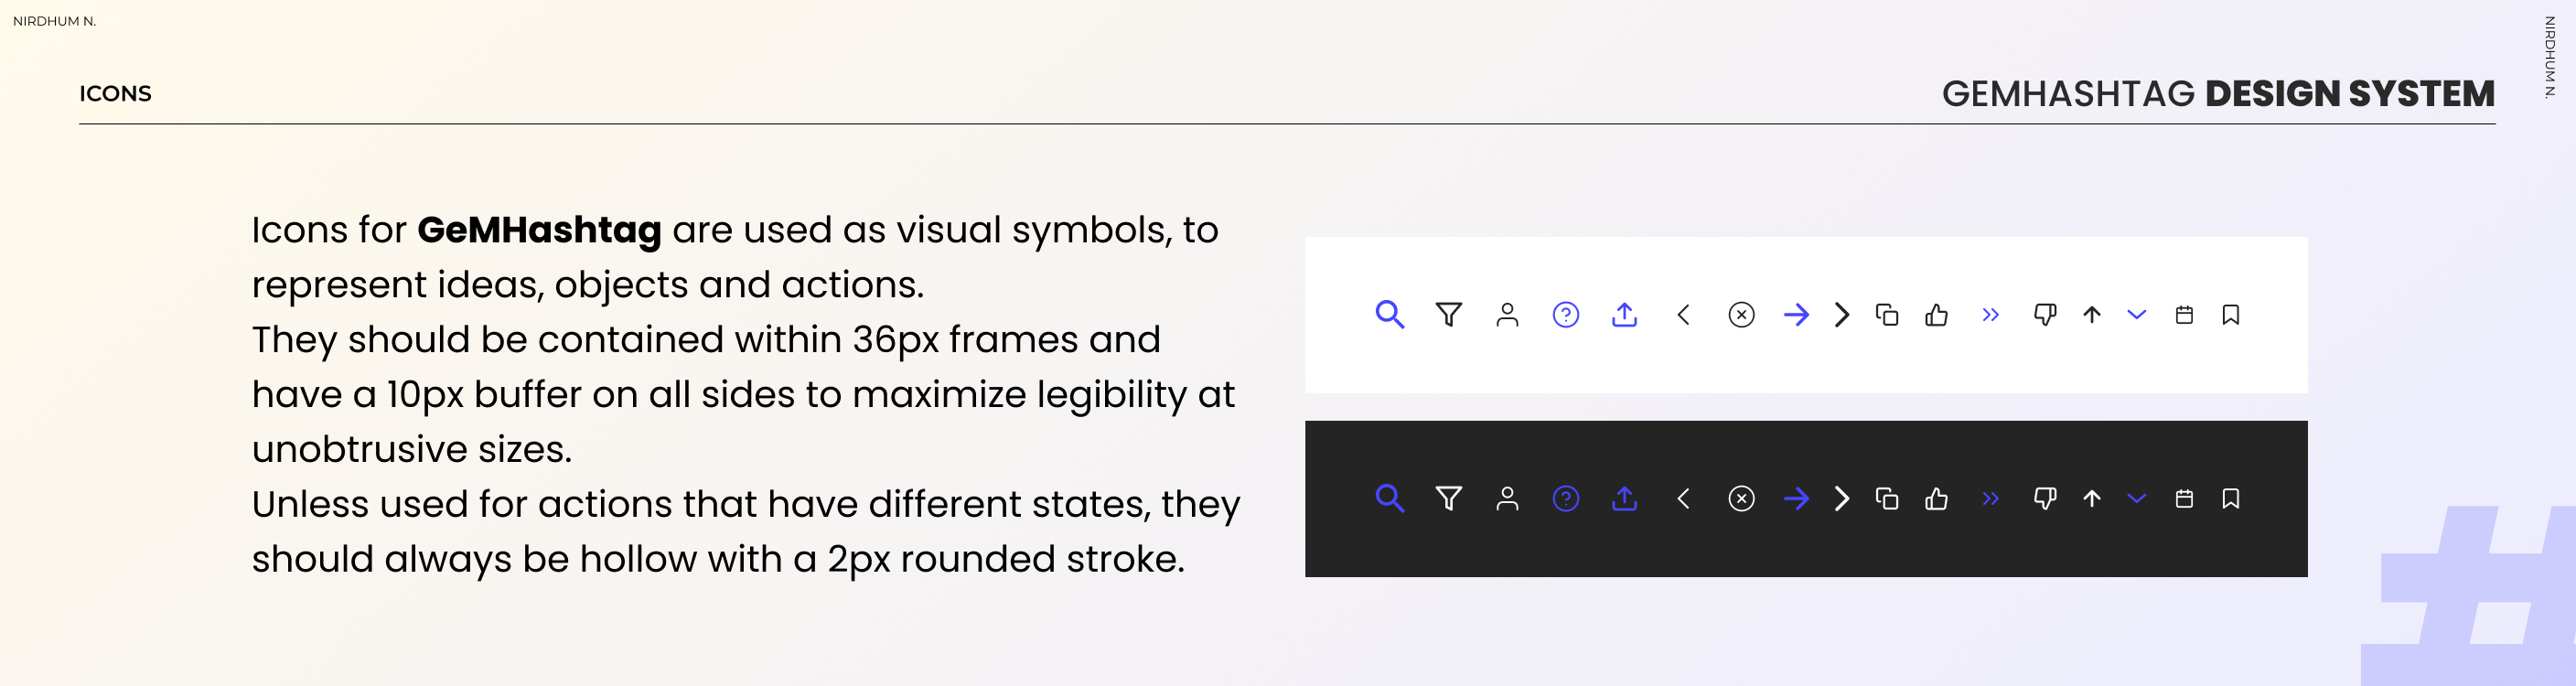 NIRDHUM N.
NIRDHUM N.
ICONS
GEMHASHTAG DESIGN SYSTEM
Icons for GeMHashtag are used as visual symbols, to
represent ideas, objects and actions.
They should be contained within 36px frames and
have a 10px buffer on all sides to maximize legibility at
unobtrusive sizes.
Unless used for actions that have different states, they
should always be hollow with a 2px rounded stroke.
#